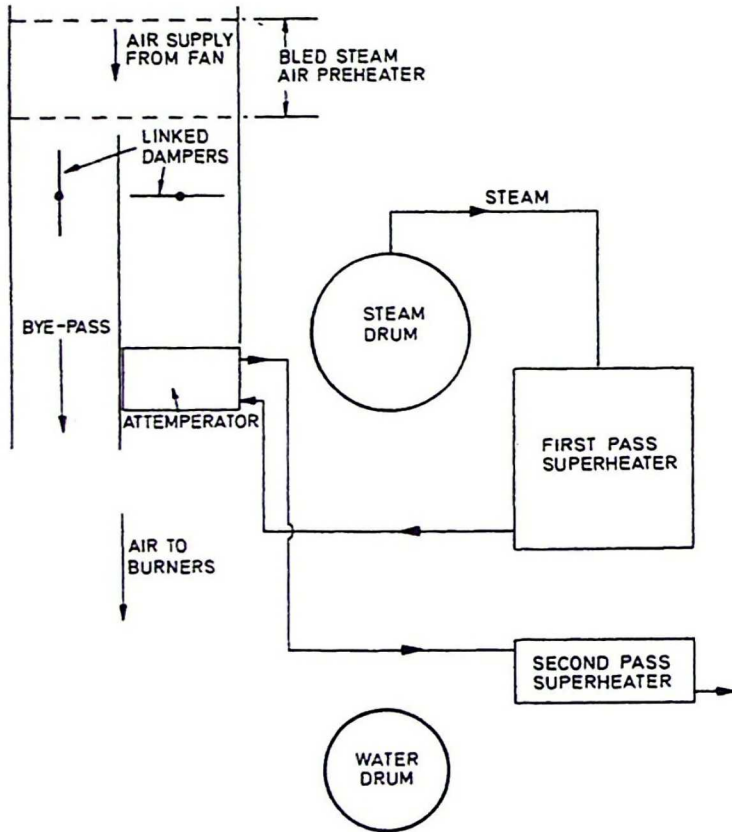 AIR SUPPLY
FROM FAN
BLED STEAM
AIR PREHEATER
LINKED
DAMPERS
STEAM
STEAM
DRUM
BYE-PASS
ATTEMPERATOR
FIRST PASS
SUPERHEATER
AIR TO
BURNERS
SECOND PASS
SUPERHEATER
WATER
DRUM